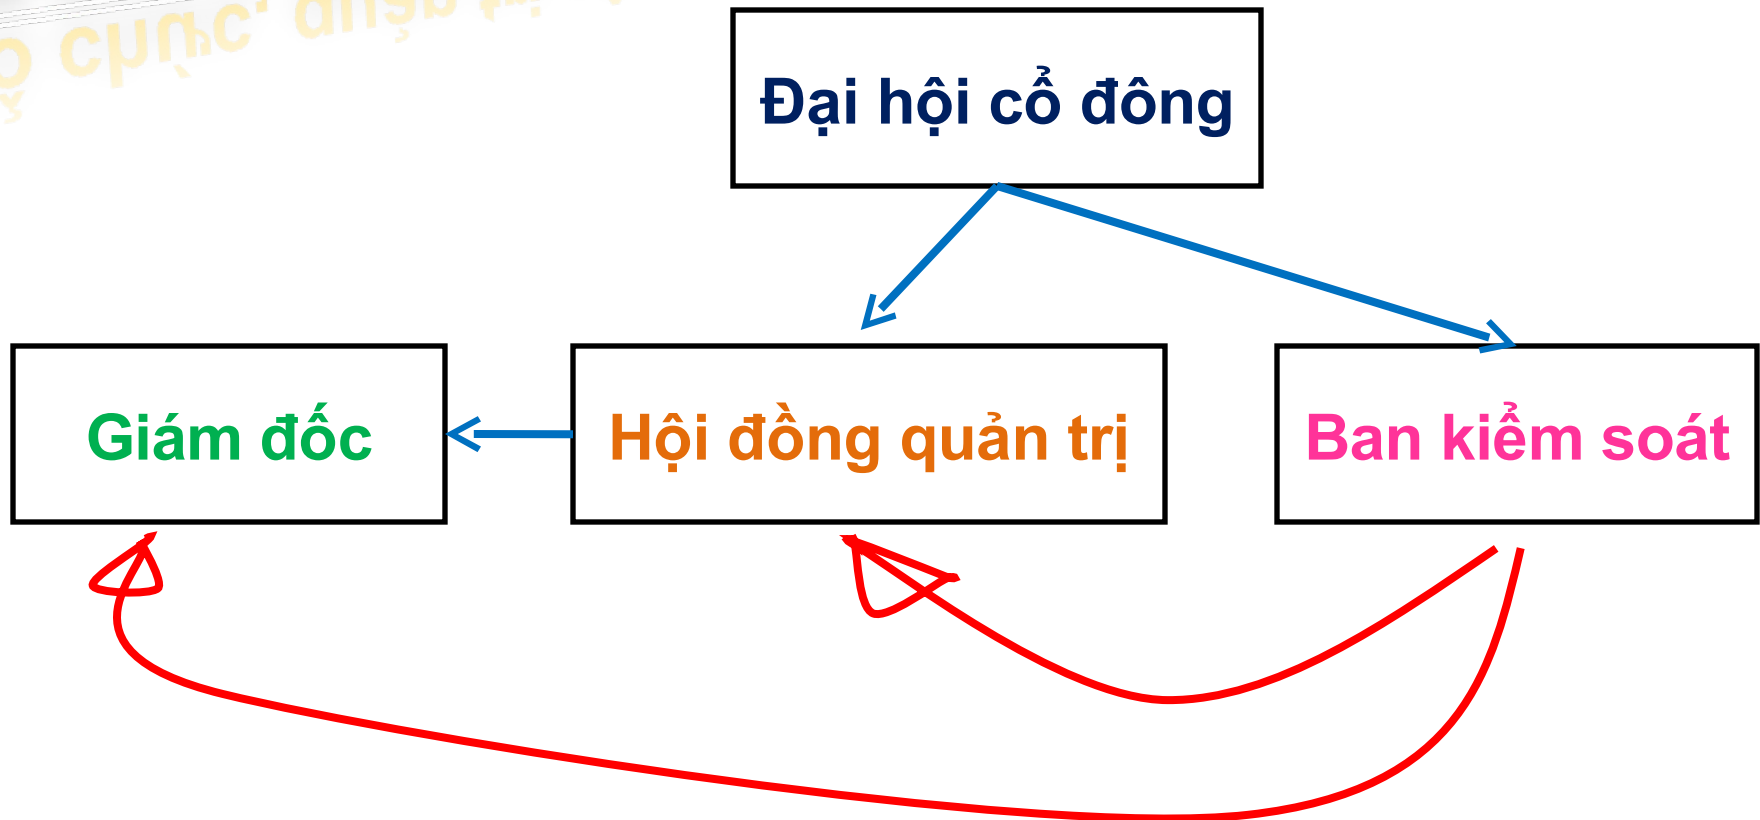 Đại hội cổ đông
Giám đốc
Hội đồng quản trị
Ban kiểm soát